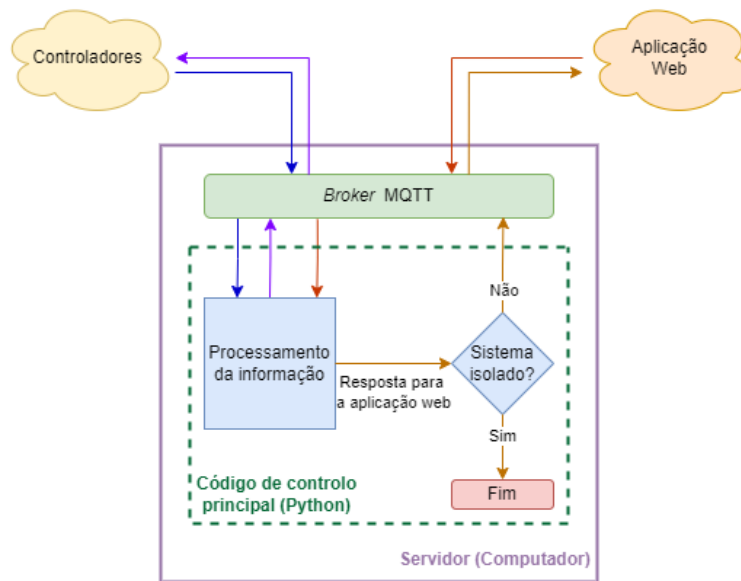 Controladores
Aplicação
Web
Broker MQTT
Não
Processamento
da informação
Sistema
isolado?
Resposta para
a aplicação web
Sim
Código de controlo
principal (Python)
Fim
Servidor (Computador)